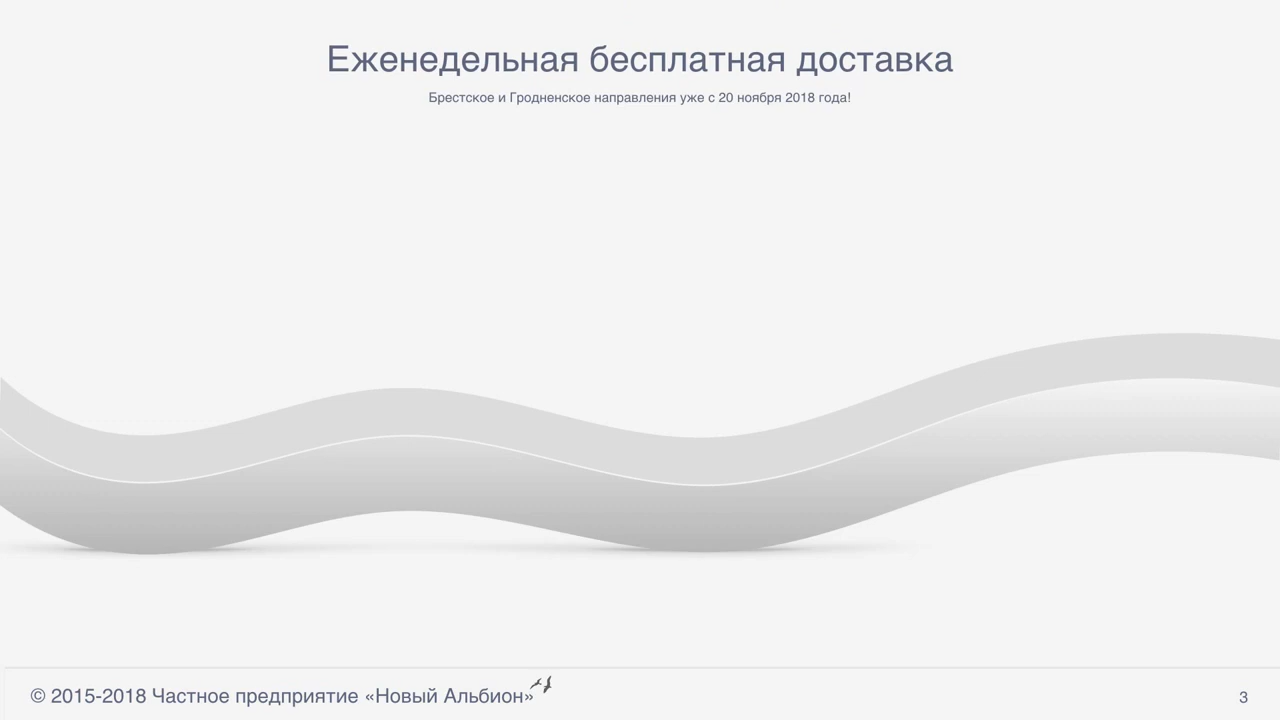 Еженедельная бесплатная доставка
Брестское и Гродненское направления уже с 20 ноября 2018 года!
© 2015-2018 Частное предприятие «Новый Альбион»
3